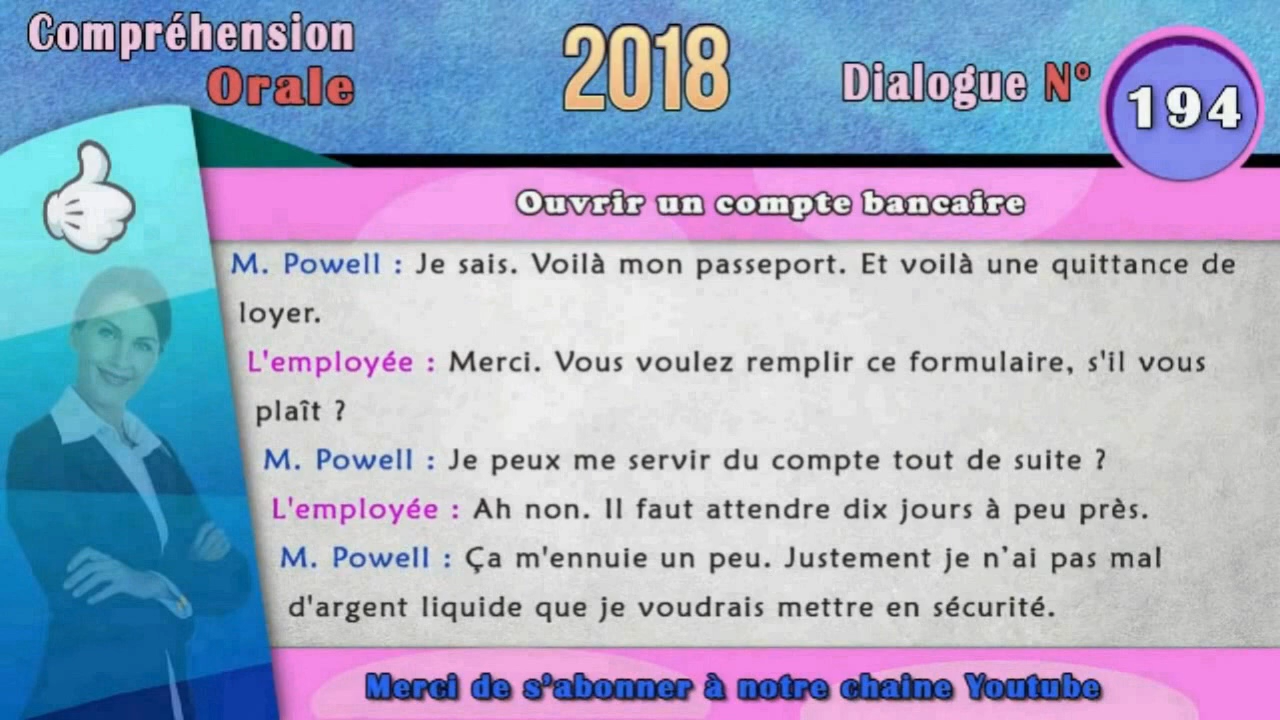 Compréhension
Orale
2018
Dialogue N°
194
Ouvrir un compte bancaire
M. Powell : Je sais. Voilà mon passeport. Et voilà une quittance de
loyer.
L'employée : Merci. Vous voulez remplir ce formulaire, s'il vous
plaît ?
M. Powell : Je peux me servir du compte tout de suite ?
L'employée : Ah non. Il faut attendre dix jours à peu près.
M. Powell : Ça m'ennuie un peu. Justement je n'ai pas mal
d'argent liquide que je voudrais mettre en sécurité.
Merci de s'abonner à notre chaine Youtube